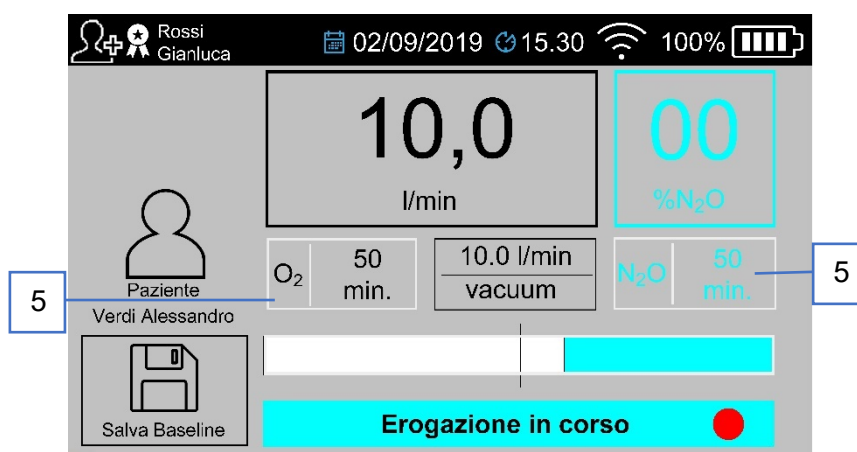 Rossi
Gianluca
02/09/2019 15.30 100%
10,0
l/min
00
%N₂O
O₂
50
min.
10.0 l/min
vacuum
N₂O
50
min.
5
5
Paziente
Verdi Alessandro
Salva Baseline
Erogazione in corso